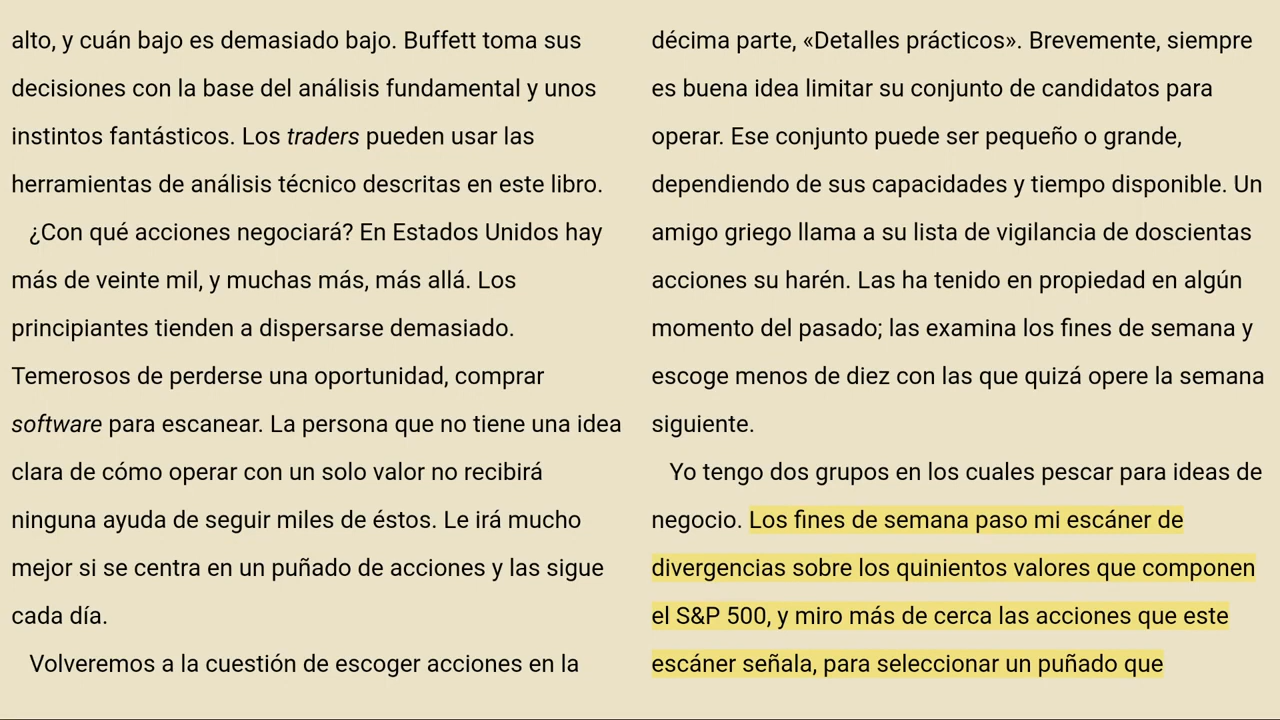 alto, y cuán bajo es demasiado bajo. Buffett toma sus
decisiones con la base del análisis fundamental y unos
instintos fantásticos. Los traders pueden usar las
herramientas de análisis técnico descritas en este libro.
¿Con qué acciones negociará? En Estados Unidos hay
más de veinte mil, y muchas más, más allá. Los
principiantes tienden a dispersarse demasiado.
Temerosos de perderse una oportunidad, comprar
software para escanear. La persona que no tiene una idea
clara de cómo operar con un solo valor no recibirá
ninguna ayuda de seguir miles de éstos. Le irá mucho
mejor si se centra en un puñado de acciones y las sigue
cada día.
Volveremos a la cuestión de escoger acciones en la
décima parte, «Detalles prácticos». Brevemente, siempre
es buena idea limitar su conjunto de candidatos para
operar. Ese conjunto puede ser pequeño o grande,
dependiendo de sus capacidades y tiempo disponible. Un
amigo griego llama a su lista de vigilancia de doscientas
acciones su harén. Las ha tenido en propiedad en algún
momento del pasado; las examina los fines de semana y
escoge menos de diez con las que quizá opere la semana
siguiente.
Yo tengo dos grupos en los cuales pescar para ideas de
negocio. Los fines de semana paso mi escáner de
divergencias sobre los quinientos valores que componen
el S&P 500, y miro más de cerca las acciones que este
escáner señala, para seleccionar un puñado que